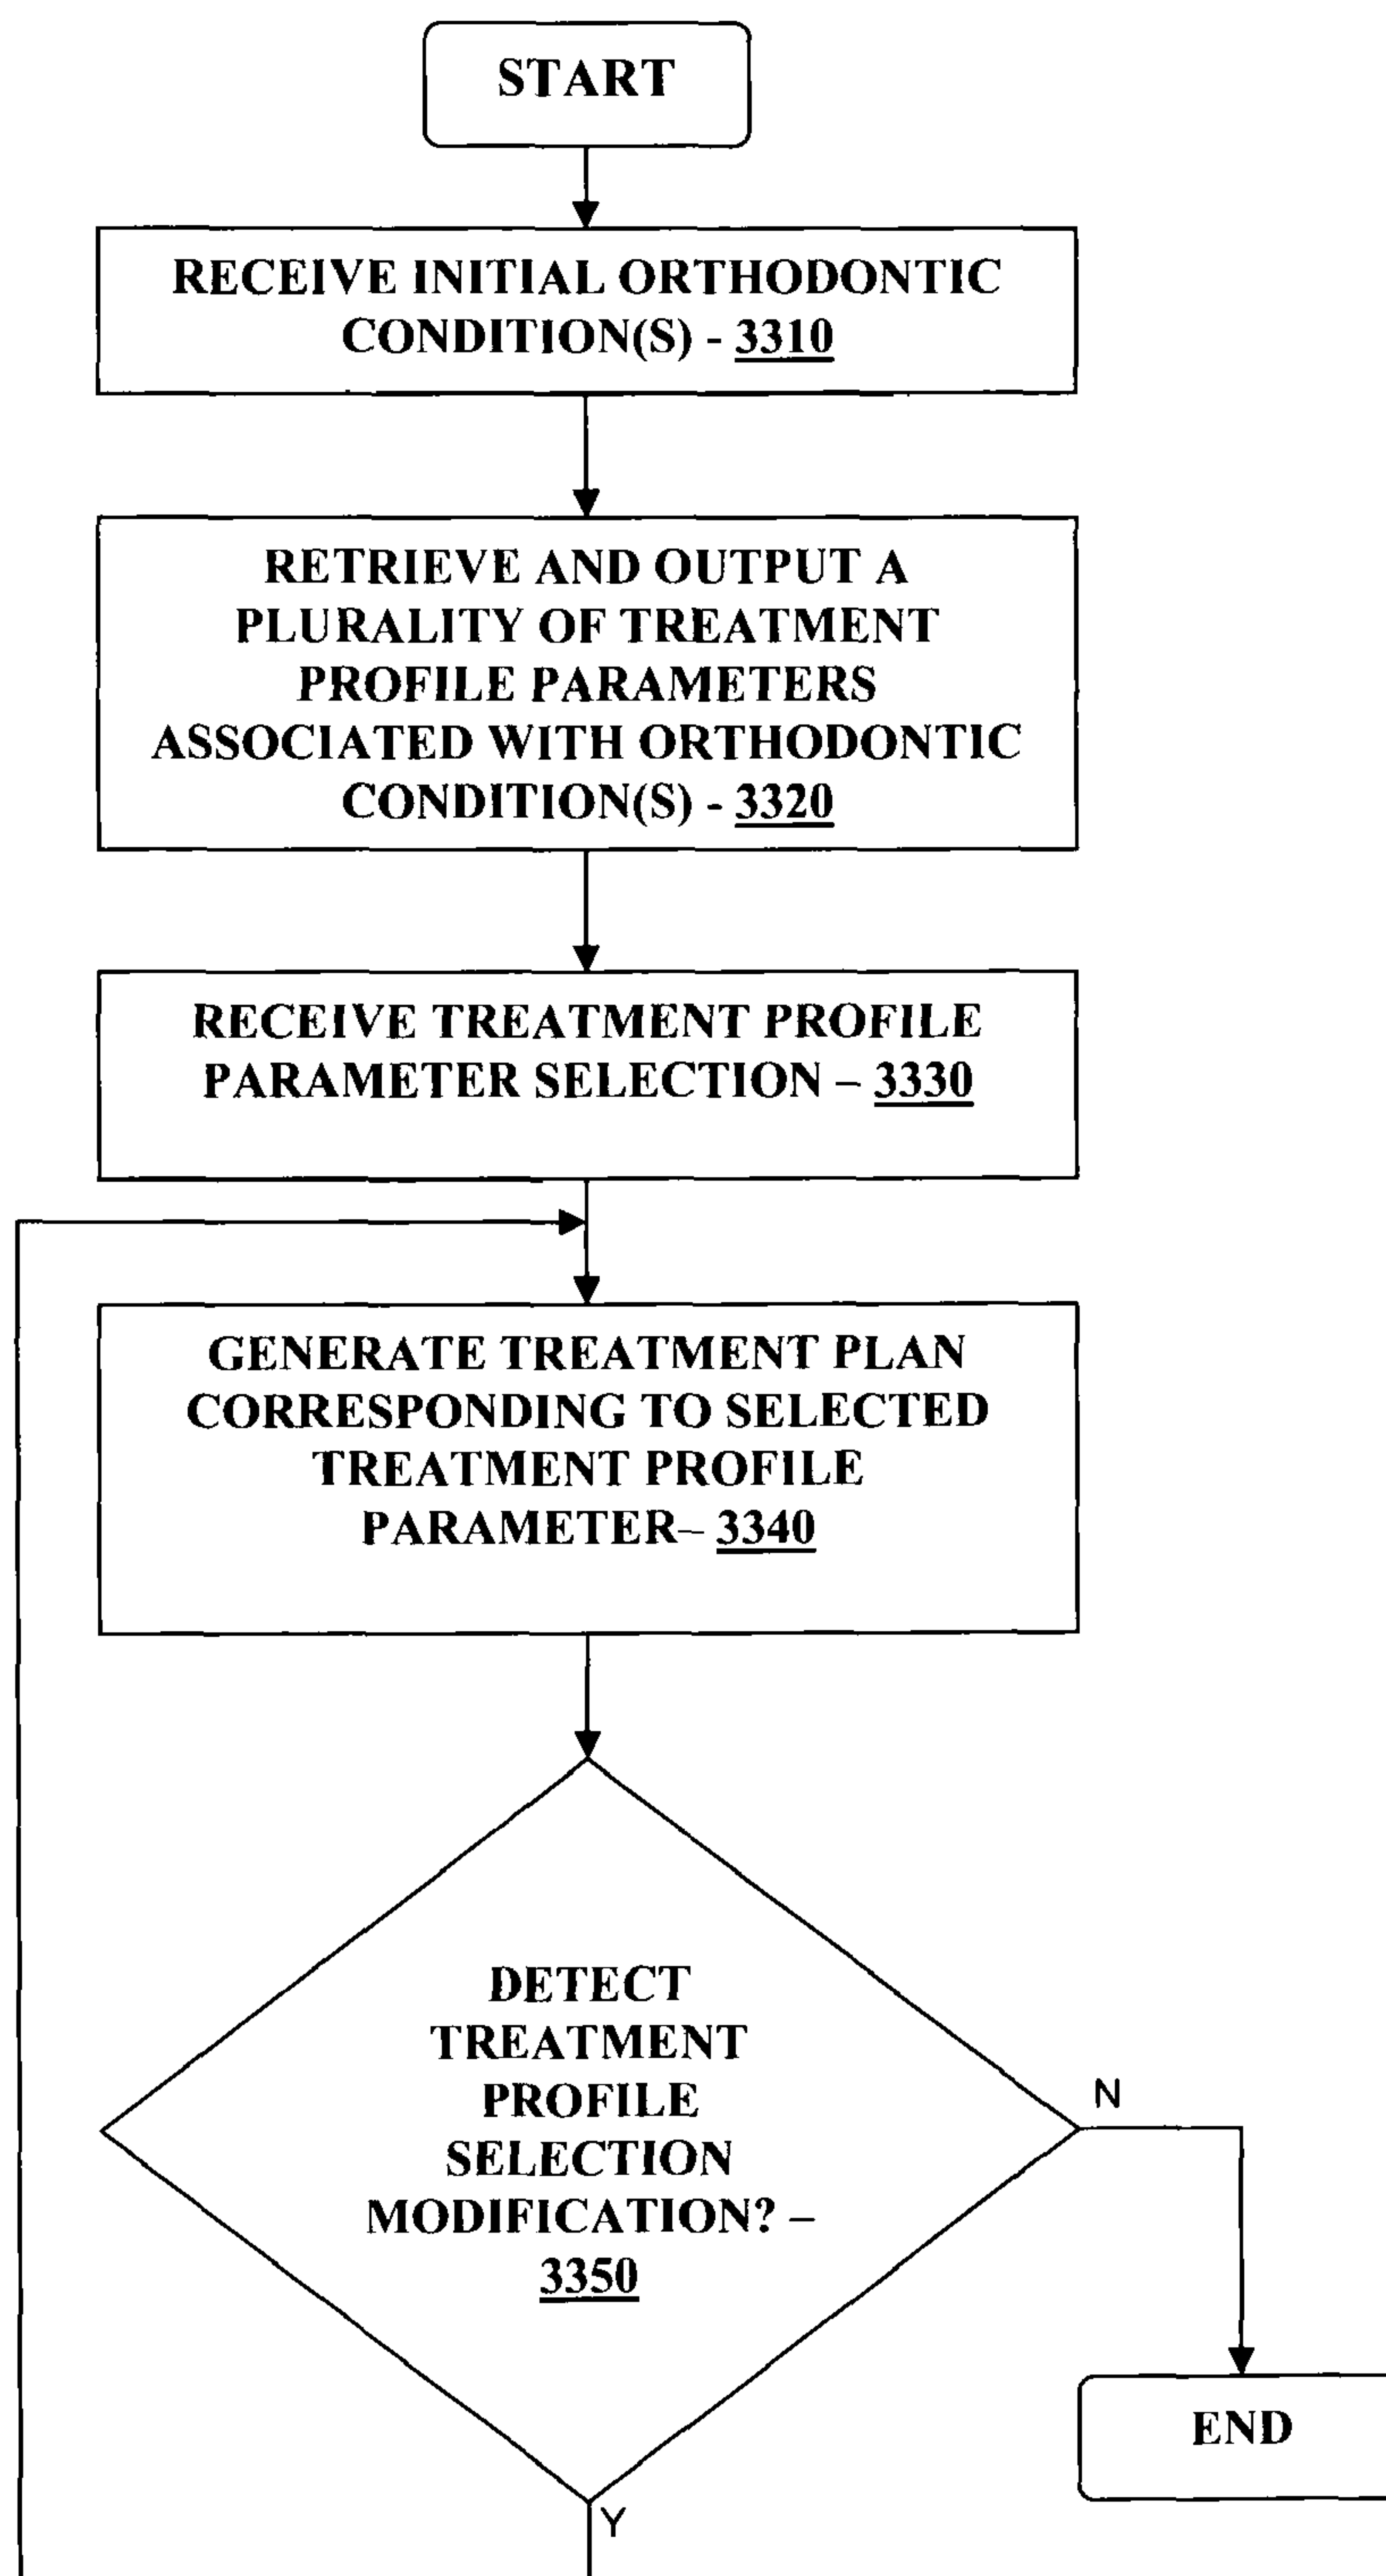 START
RECEIVE INITIAL ORTHODONTIC
CONDITION(S) - 3310
RETRIEVE AND OUTPUT A
PLURALITY OF TREATMENT
PROFILE PARAMETERS
ASSOCIATED WITH ORTHODONTIC
CONDITION(S) - 3320
RECEIVE TREATMENT PROFILE
PARAMETER SELECTION – 3330
GENERATE TREATMENT PLAN
CORRESPONDING TO SELECTED
TREATMENT PROFILE
PARAMETER– 3340
DETECT
TREATMENT
PROFILE
SELECTION
MODIFICATION? –
3350
N
END
Y